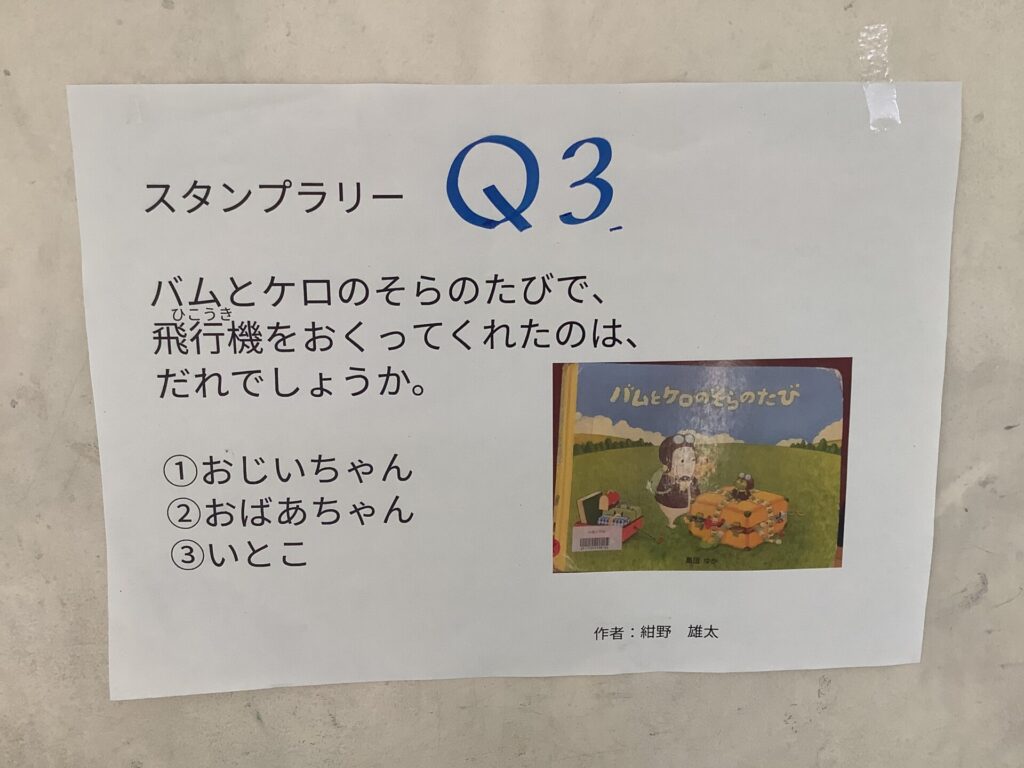 スタンプラリー Q3
バムとケロのそらのたびで、
ひこうき
飛行機をおくってくれたのは、
だれでしょうか。
①おじいちゃん
②おばあちゃん
③いとこ
バムとケロのそらのたび
島田 ゆか
作者：紺野 雄太